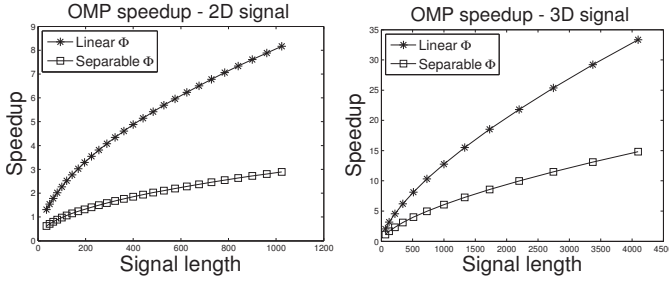 OMP speedup - 2D signal
9
8
7
6
5
4
3
2
1
0
Speedup
Linear Φ
Separable Φ
0 200 400 600 800 1000 1200
Signal length
OMP speedup - 3D signal
35
30
25
20
15
10
5
0
Speedup
Linear Φ
Separable Φ
0 500 1000 1500 2000 2500 3000 3500 4000 4500
Signal length